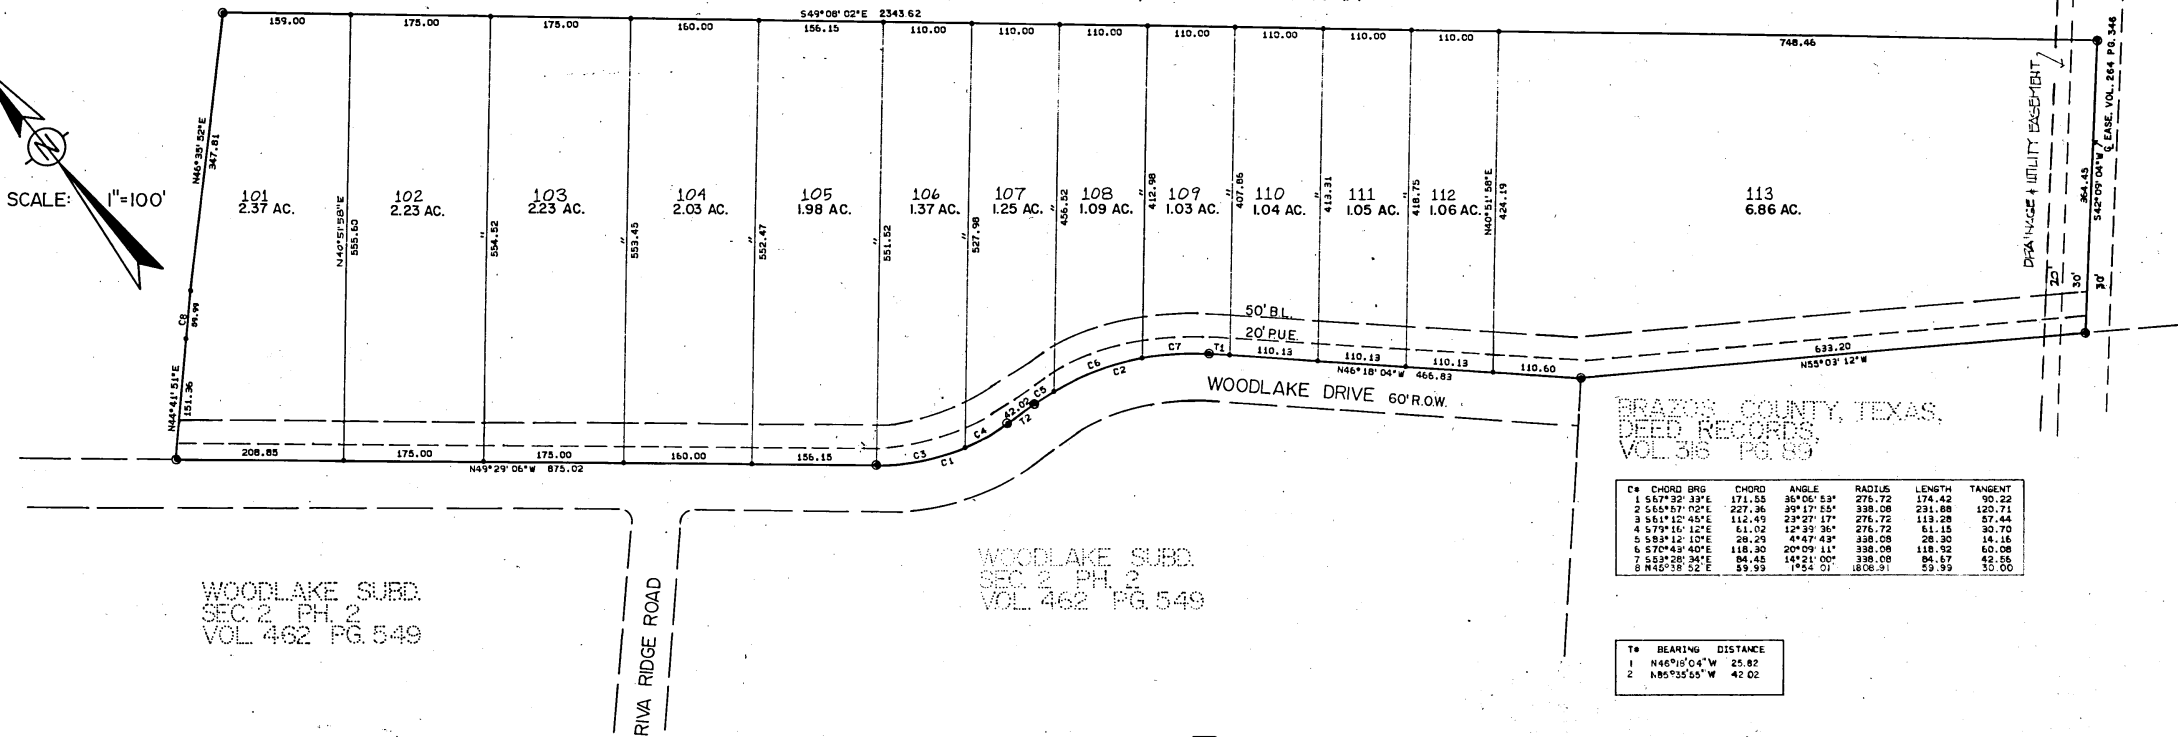 S49°08'02"E 2343.62
159.00 175.00 175.00 160.00 156.15 110.00 110.00 110.00 110.00 110.00 110.00 110.00 748.46
SCALE: 1"=100'
N
N46°35'52"E
347.81
C8
59.99
N44°41'51"E
151.36
101
2.37 AC.
N40°51'58"E
555.60
102
2.23 AC.
"
554.52
103
2.23 AC.
"
553.45
104
2.03 AC.
"
552.47
105
1.98 AC.
"
551.52
106
1.37 AC.
"
527.98
107
1.25 AC.
"
456.52
108
1.09 AC.
"
412.98
109
1.03 AC.
"
407.86
110
1.04 AC.
"
413.31
111
1.05 AC.
"
418.75
112
1.06 AC.
N40°51'58"E
424.19
113
6.86 AC.
DRAINAGE & UTILITY EASEMENT
20'
30'
30'
364.45
S42°09'04"W
℄ EASE. VOL. 264 PG. 346
50' B.L.
20' P.U.E.
208.85 175.00 175.00 160.00 156.15
N49°29'06"W 875.02
C3
C1
C4
42.02
T2
C5
C6
C2
C7
T1
110.13 110.13 110.13 110.60
N46°18'04"W 466.83
633.20
N55°03'12"W
WOODLAKE DRIVE 60' R.O.W.
RIVA RIDGE ROAD
WOODLAKE SUBD.
SEC. 2 PH. 2
VOL. 462 PG. 549
WOODLAKE SUBD.
SEC. 2 PH. 2
VOL. 462 PG. 549
BRAZOS COUNTY, TEXAS,
DEED RECORDS,
VOL. 316 PG. 89
C# CHORD BRG CHORD ANGLE RADIUS LENGTH TANGENT
1 S67°32'33"E 171.55 36°06'53" 276.72 174.42 90.22
2 S65°57'02"E 227.36 39°17'55" 338.08 231.88 120.71
3 S61°12'45"E 112.49 23°27'17" 276.72 113.28 57.44
4 S79°16'12"E 61.02 12°39'36" 276.72 61.15 30.70
5 S83°12'10"E 28.29 4°47'43" 338.08 28.30 14.16
6 S70°43'40"E 118.30 20°09'11" 338.08 118.92 60.08
7 S53°28'34"E 84.45 14°21'00" 338.08 84.67 42.56
8 N45°38'52"E 59.99 1°54'01" 1808.91 59.99 30.00
T# BEARING DISTANCE
1 N46°18'04"W 25.82
2 N85°35'55"W 42.02